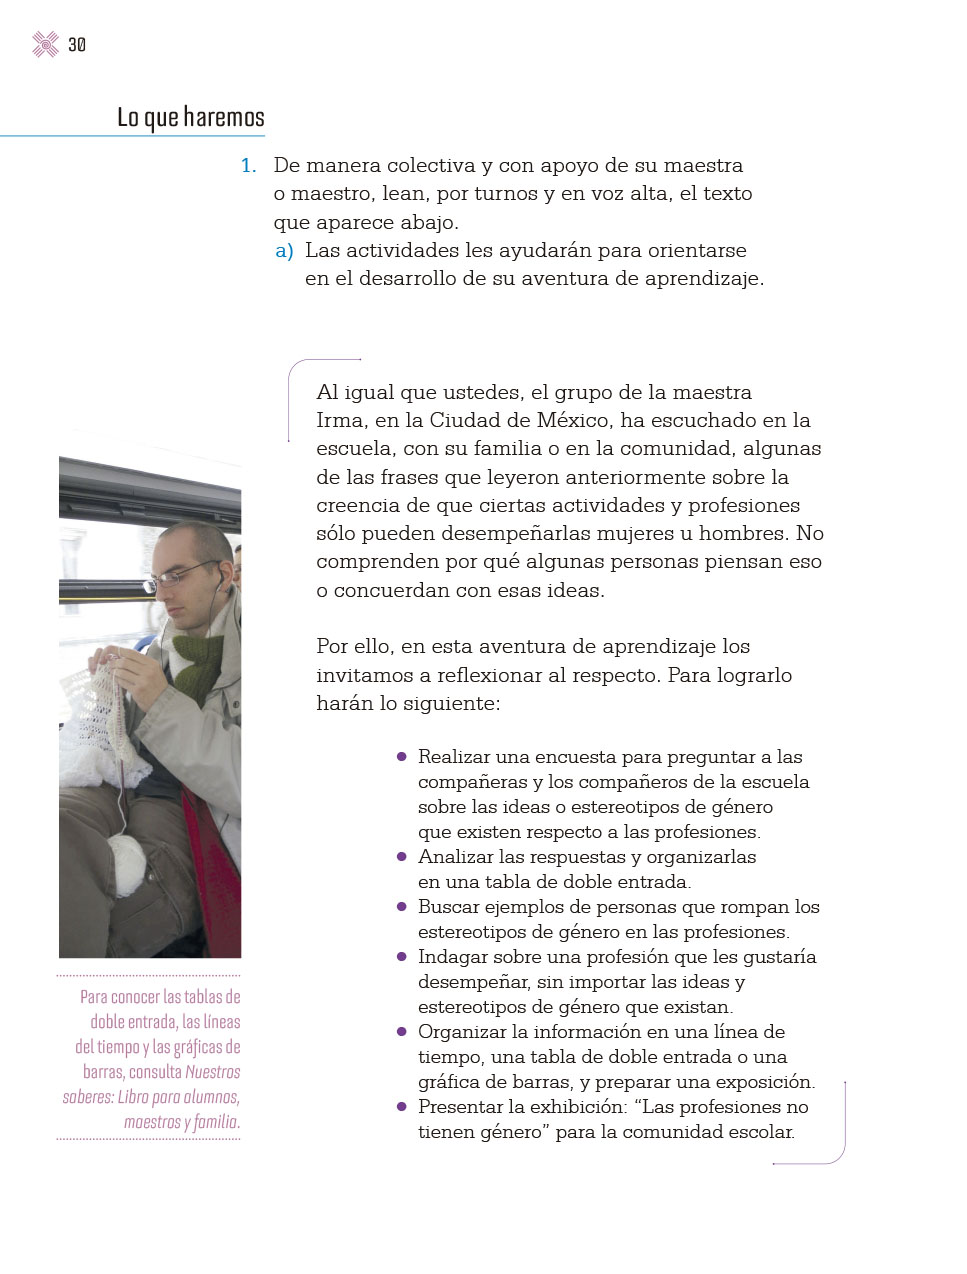 30
Lo que haremos
1. De manera colectiva y con apoyo de su maestra
o maestro, lean, por turnos y en voz alta, el texto
que aparece abajo.
a) Las actividades les ayudarán para orientarse
en el desarrollo de su aventura de aprendizaje.
Al igual que ustedes, el grupo de la maestra
Irma, en la Ciudad de México, ha escuchado en la
escuela, con su familia o en la comunidad, algunas
de las frases que leyeron anteriormente sobre la
creencia de que ciertas actividades y profesiones
sólo pueden desempeñarlas mujeres u hombres. No
comprenden por qué algunas personas piensan eso
o concuerdan con esas ideas.
Por ello, en esta aventura de aprendizaje los
invitamos a reflexionar al respecto. Para lograrlo
harán lo siguiente:
• Realizar una encuesta para preguntar a las
compañeras y los compañeros de la escuela
sobre las ideas o estereotipos de género
que existen respecto a las profesiones.
• Analizar las respuestas y organizarlas
en una tabla de doble entrada.
• Buscar ejemplos de personas que rompan los
estereotipos de género en las profesiones.
• Indagar sobre una profesión que les gustaría
desempeñar, sin importar las ideas y
estereotipos de género que existan.
• Organizar la información en una línea de
tiempo, una tabla de doble entrada o una
gráfica de barras, y preparar una exposición.
• Presentar la exhibición: “Las profesiones no
tienen género” para la comunidad escolar.
Para conocer las tablas de
doble entrada, las líneas
del tiempo y las gráficas de
barras, consulta Nuestros
saberes: Libro para alumnos,
maestros y familia.